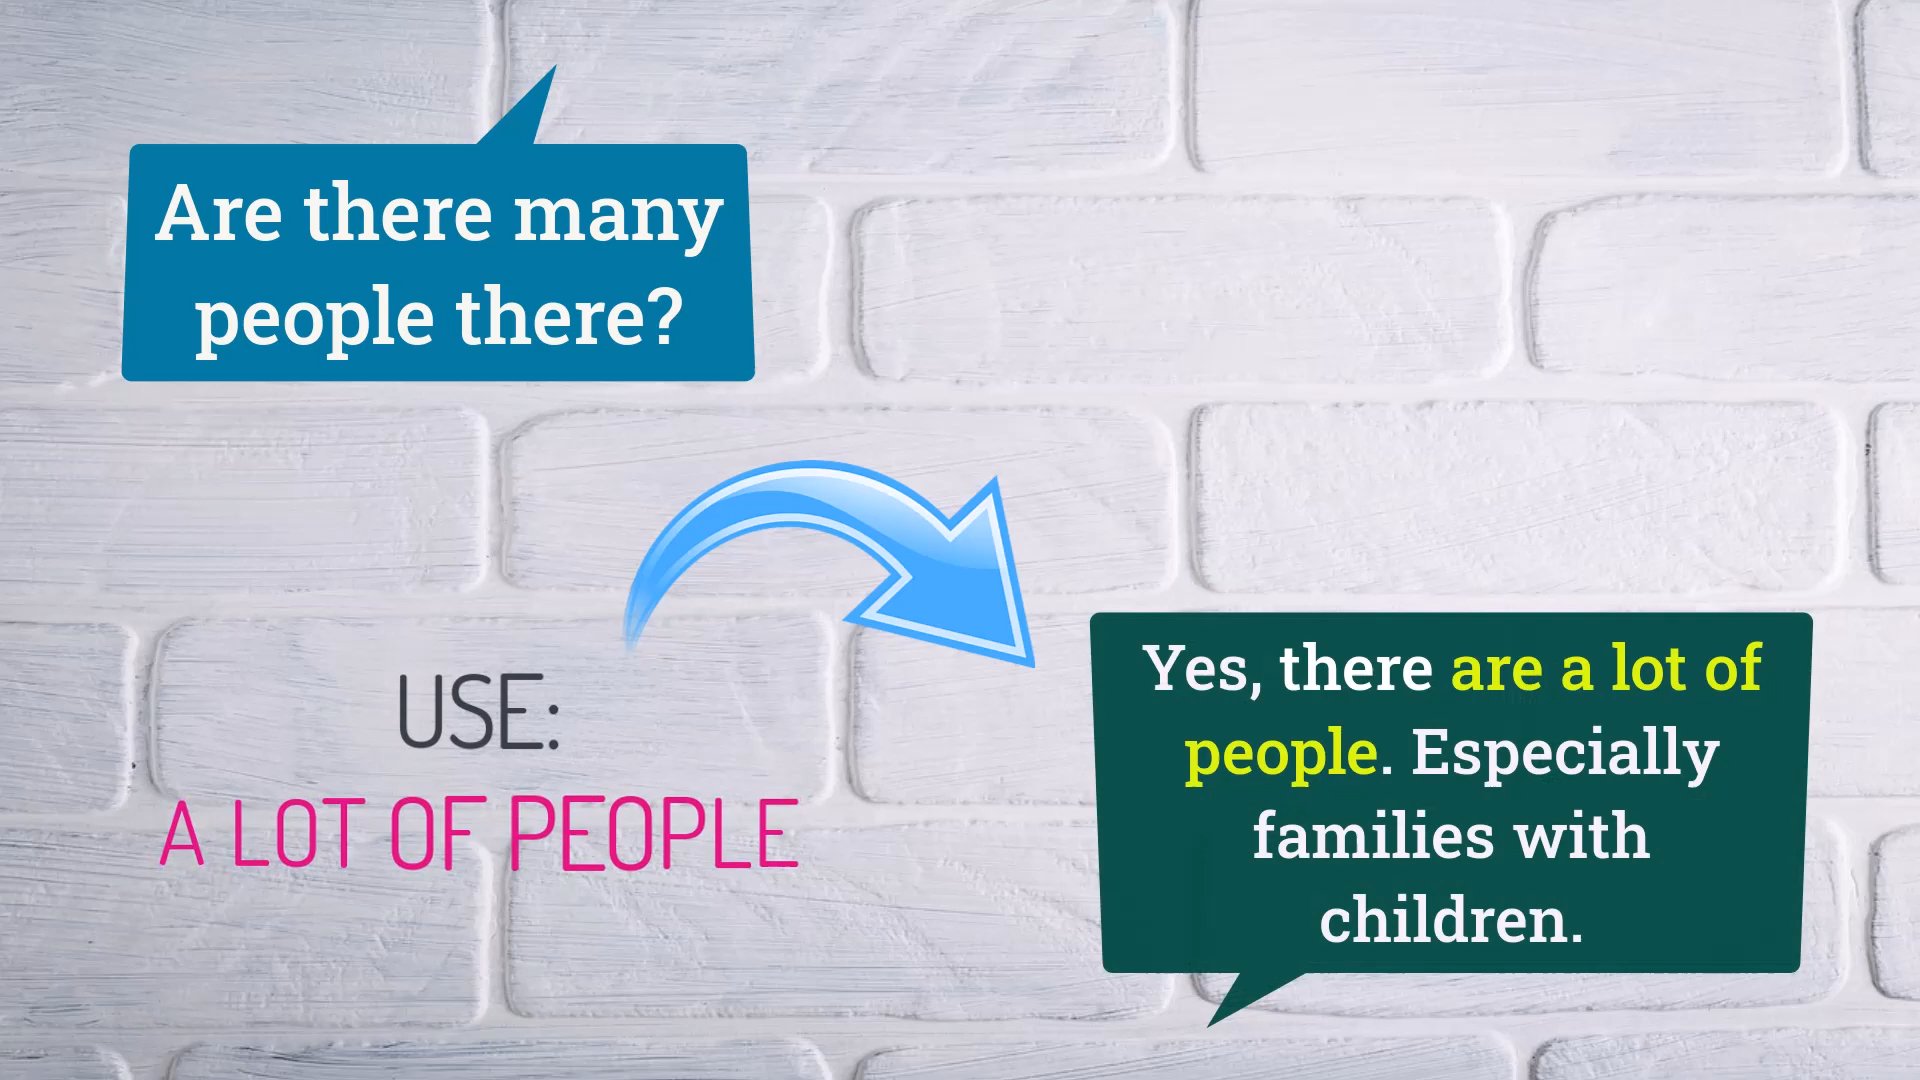 Are there many
people there?
USE:
A LOT OF PEOPLE
Yes, there are a lot of
people. Especially
families with
children.